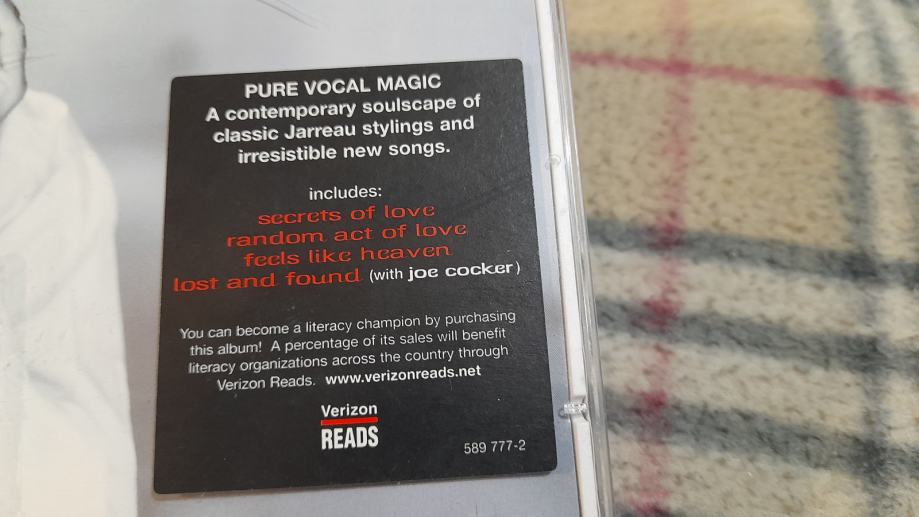 PURE VOCAL MAGIC
A contemporary soulscape of
classic Jarreau stylings and
irresistible new songs.
includes:
secrets of love
random act of love
feels like heaven
lost and found (with joe cocker)
You can become a literacy champion by purchasing
this album! A percentage of its sales will benefit
literacy organizations across the country through
Verizon Reads. www.verizonreads.net
Verizon
READS
589 777-2